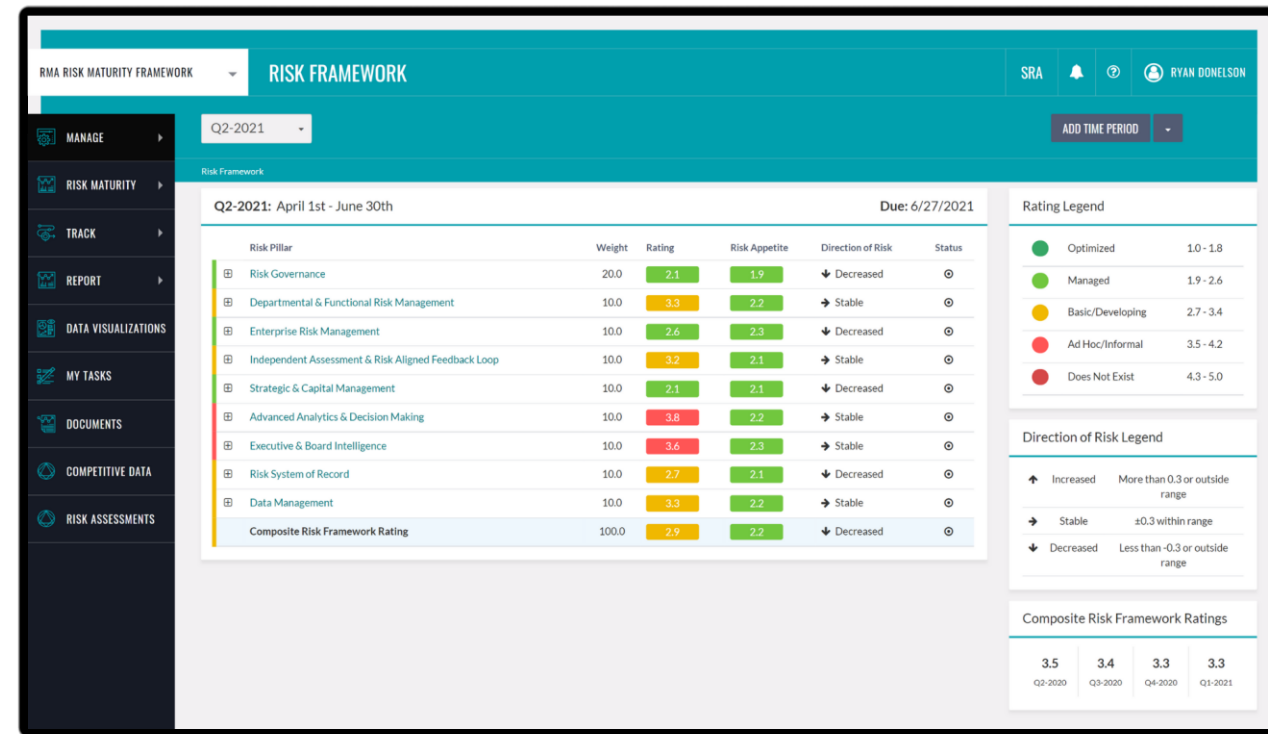 RMA RISK MATURITY FRAMEWORK
RISK FRAMEWORK
SRA
RYAN DONELSON
MANAGE
RISK MATURITY
TRACK
REPORT
DATA VISUALIZATIONS
MY TASKS
DOCUMENTS
COMPETITIVE DATA
RISK ASSESSMENTS
Q2-2021
ADD TIME PERIOD
Risk Framework
Q2-2021: April 1st - June 30th Due: 6/27/2021
Risk Pillar Weight Rating Risk Appetite Direction of Risk Status
Risk Governance 20.0 2.1 1.9 Decreased
Departmental & Functional Risk Management 10.0 3.3 2.2 Stable
Enterprise Risk Management 10.0 2.6 2.3 Decreased
Independent Assessment & Risk Aligned Feedback Loop 10.0 3.2 2.1 Stable
Strategic & Capital Management 10.0 2.1 2.1 Decreased
Advanced Analytics & Decision Making 10.0 3.8 2.2 Stable
Executive & Board Intelligence 10.0 3.6 2.3 Stable
Risk System of Record 10.0 2.7 2.1 Decreased
Data Management 10.0 3.3 2.2 Stable
Composite Risk Framework Rating 100.0 2.9 2.2 Decreased
Rating Legend
Optimized 1.0 - 1.8
Managed 1.9 - 2.6
Basic/Developing 2.7 - 3.4
Ad Hoc/Informal 3.5 - 4.2
Does Not Exist 4.3 - 5.0
Direction of Risk Legend
Increased More than 0.3 or outside
range
Stable ±0.3 within range
Decreased Less than -0.3 or outside
range
Composite Risk Framework Ratings
3.5 3.4 3.3 3.3
Q2-2020 Q3-2020 Q4-2020 Q1-2021